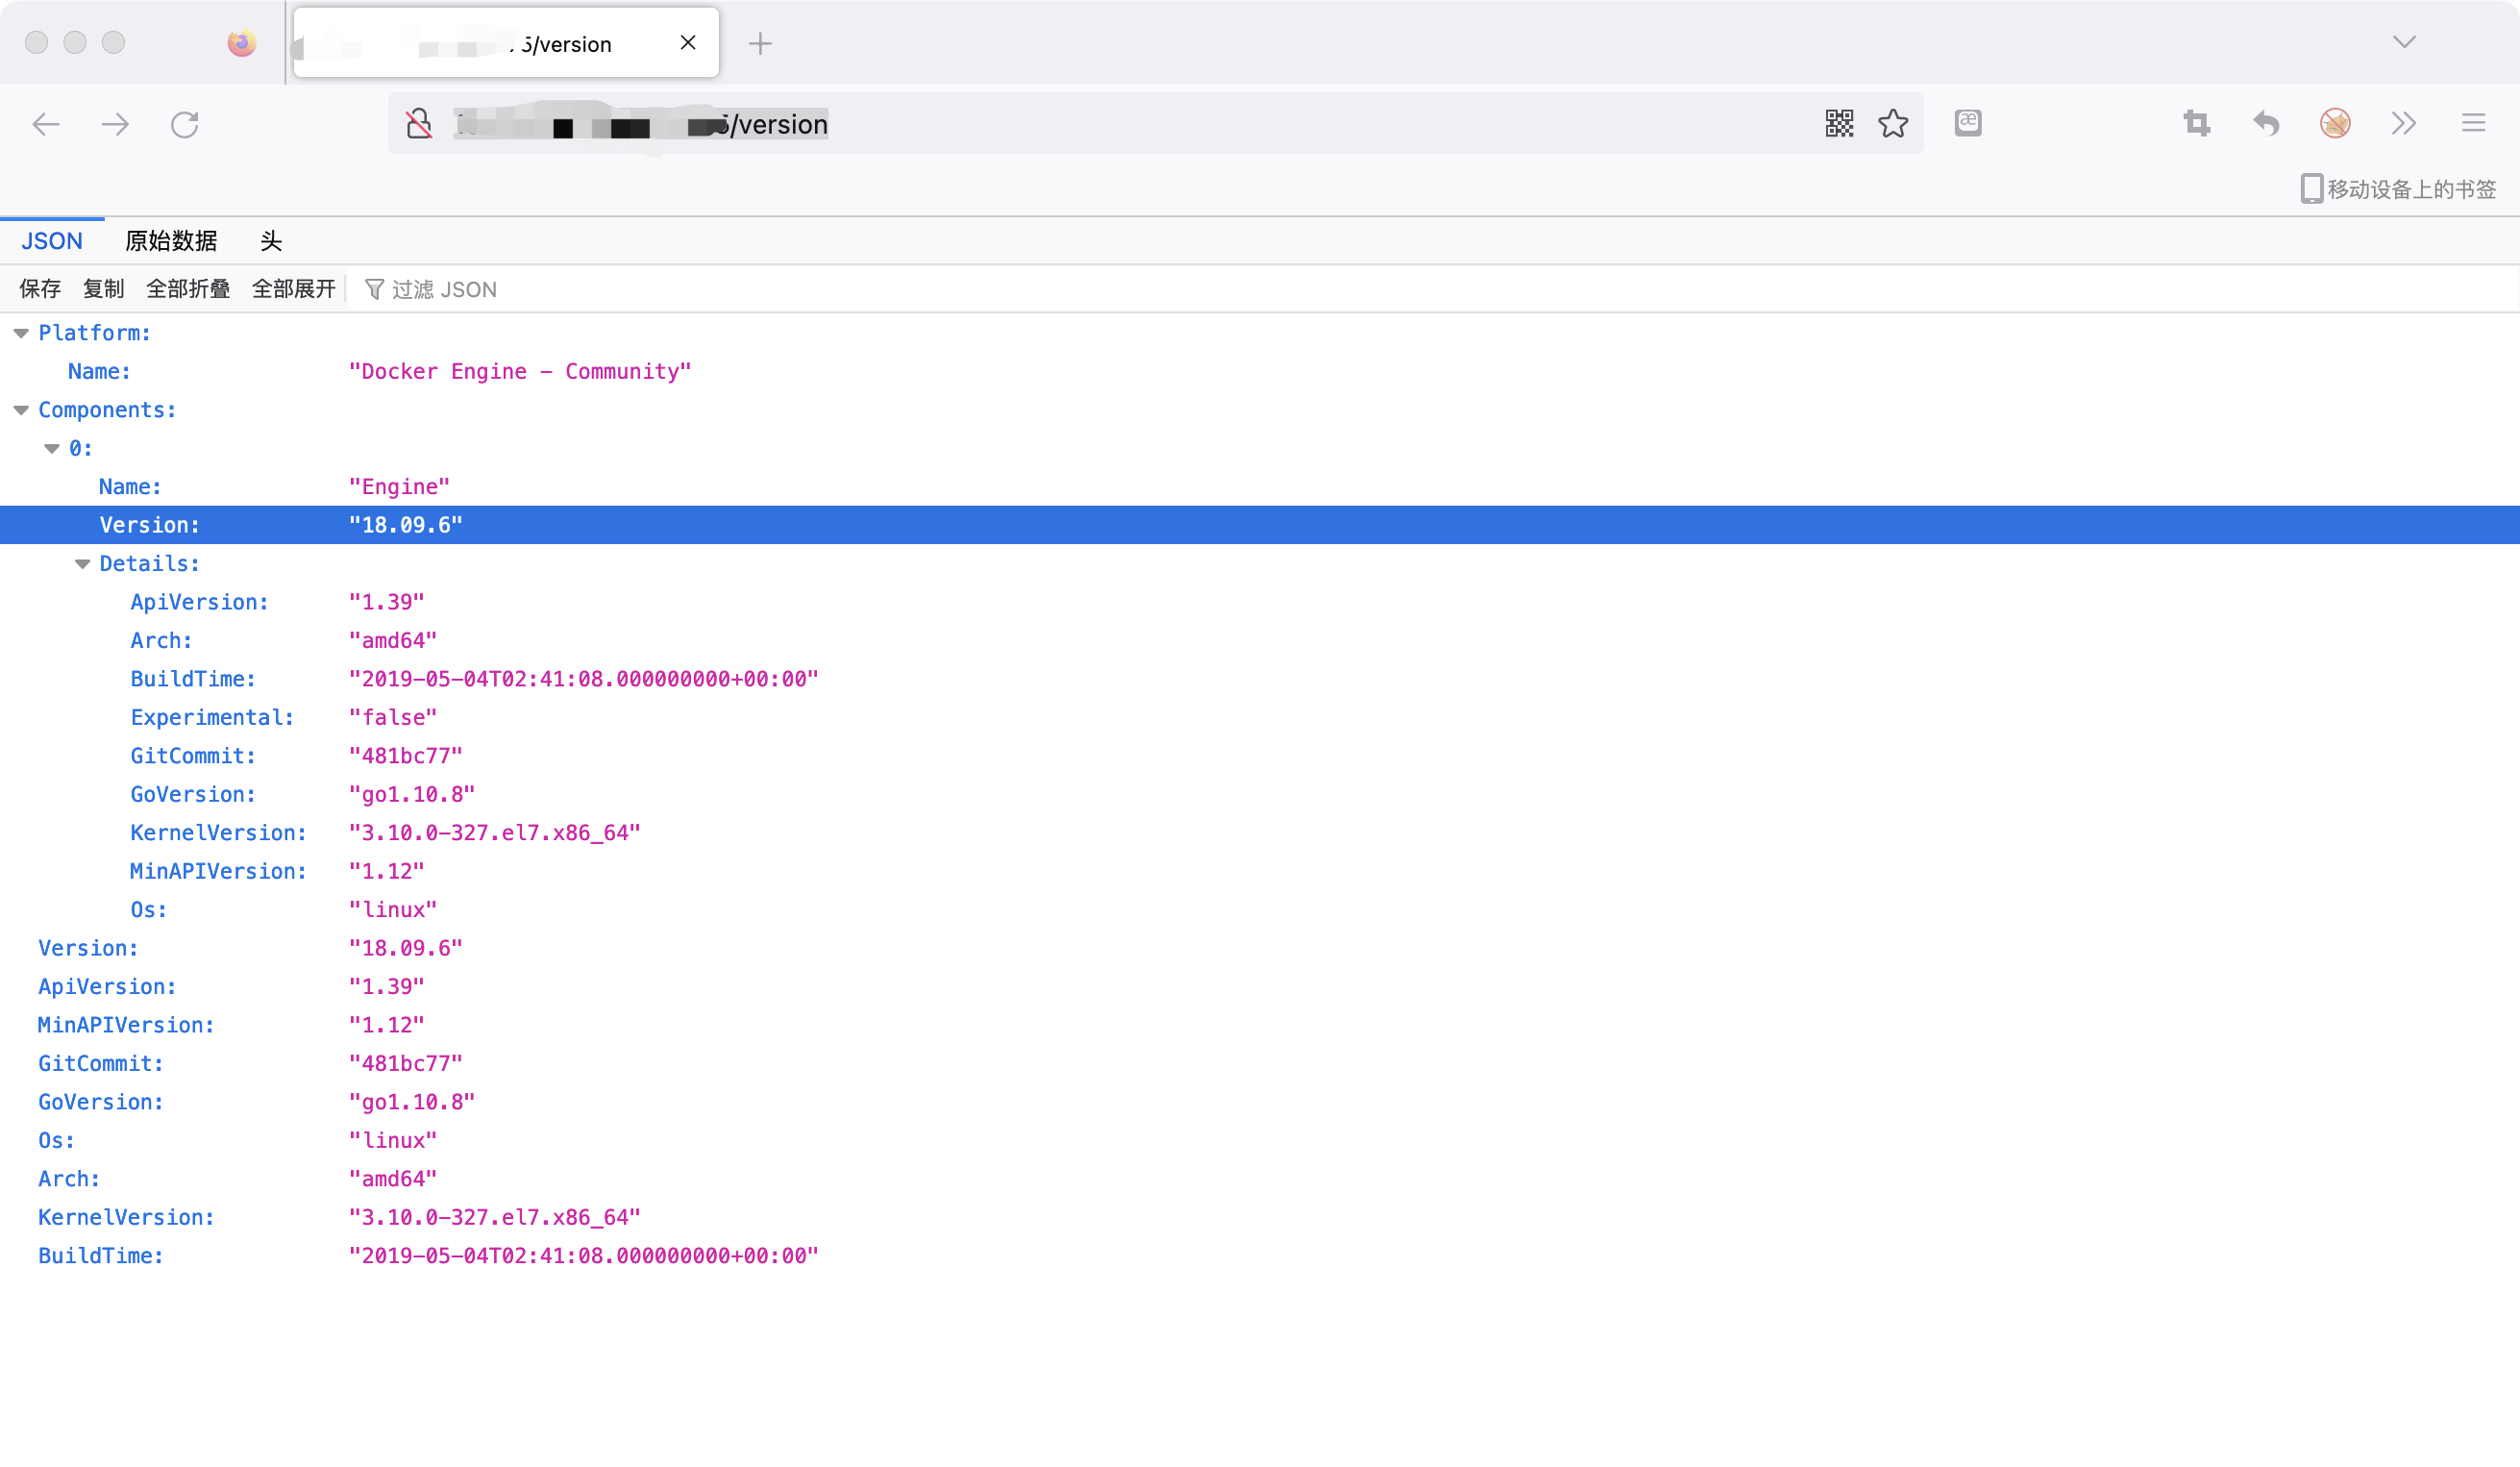 5/version
/version
移动设备上的书签
JSON 原始数据 头
保存 复制 全部折叠 全部展开 过滤 JSON
Platform:
Name: "Docker Engine - Community"
Components:
0:
Name: "Engine"
Version: "18.09.6"
Details:
ApiVersion: "1.39"
Arch: "amd64"
BuildTime: "2019-05-04T02:41:08.000000000+00:00"
Experimental: "false"
GitCommit: "481bc77"
GoVersion: "go1.10.8"
KernelVersion: "3.10.0-327.el7.x86_64"
MinAPIVersion: "1.12"
Os: "linux"
Version: "18.09.6"
ApiVersion: "1.39"
MinAPIVersion: "1.12"
GitCommit: "481bc77"
GoVersion: "go1.10.8"
Os: "linux"
Arch: "amd64"
KernelVersion: "3.10.0-327.el7.x86_64"
BuildTime: "2019-05-04T02:41:08.000000000+00:00"